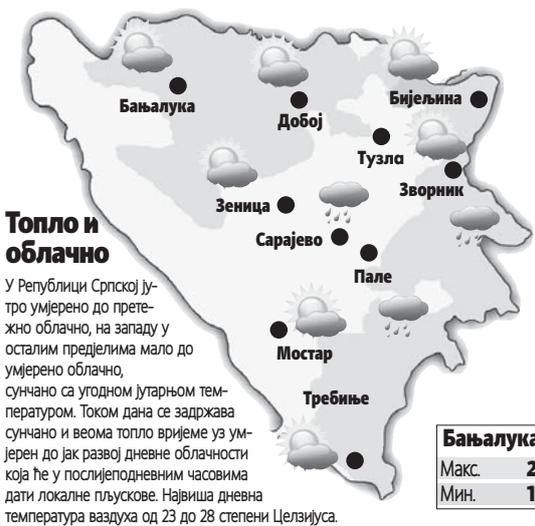 Бањалука
Добој
Бијељина
Тузла
Зворник
Зеница
Сарајево
Пале
Мостар
Требиње
Топло и
облачно
У Републици Српској ју-
тро умјерено до прете-
жно облачно, на западу у
осталим предјелима мало до
умјерено облачно,
сунчано са угодном јутарњом тем-
пературом. Током дана се задржава
сунчано и веома топло вријеме уз ум-
јерен до јак развој дневне облачности
која ће у послијеподневним часовима
дати локалне пљускове. Највиша дневна
температура ваздуха од 23 до 28 степени Целзијуса.
Бањалука
Макс. 2
Мин. 1